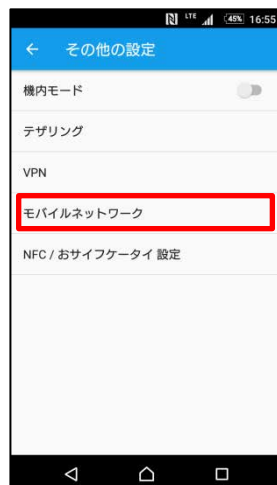 LTE 45% 16:55
その他の設定
機内モード
テザリング
VPN
モバイルネットワーク
NFC / おサイフケータイ 設定